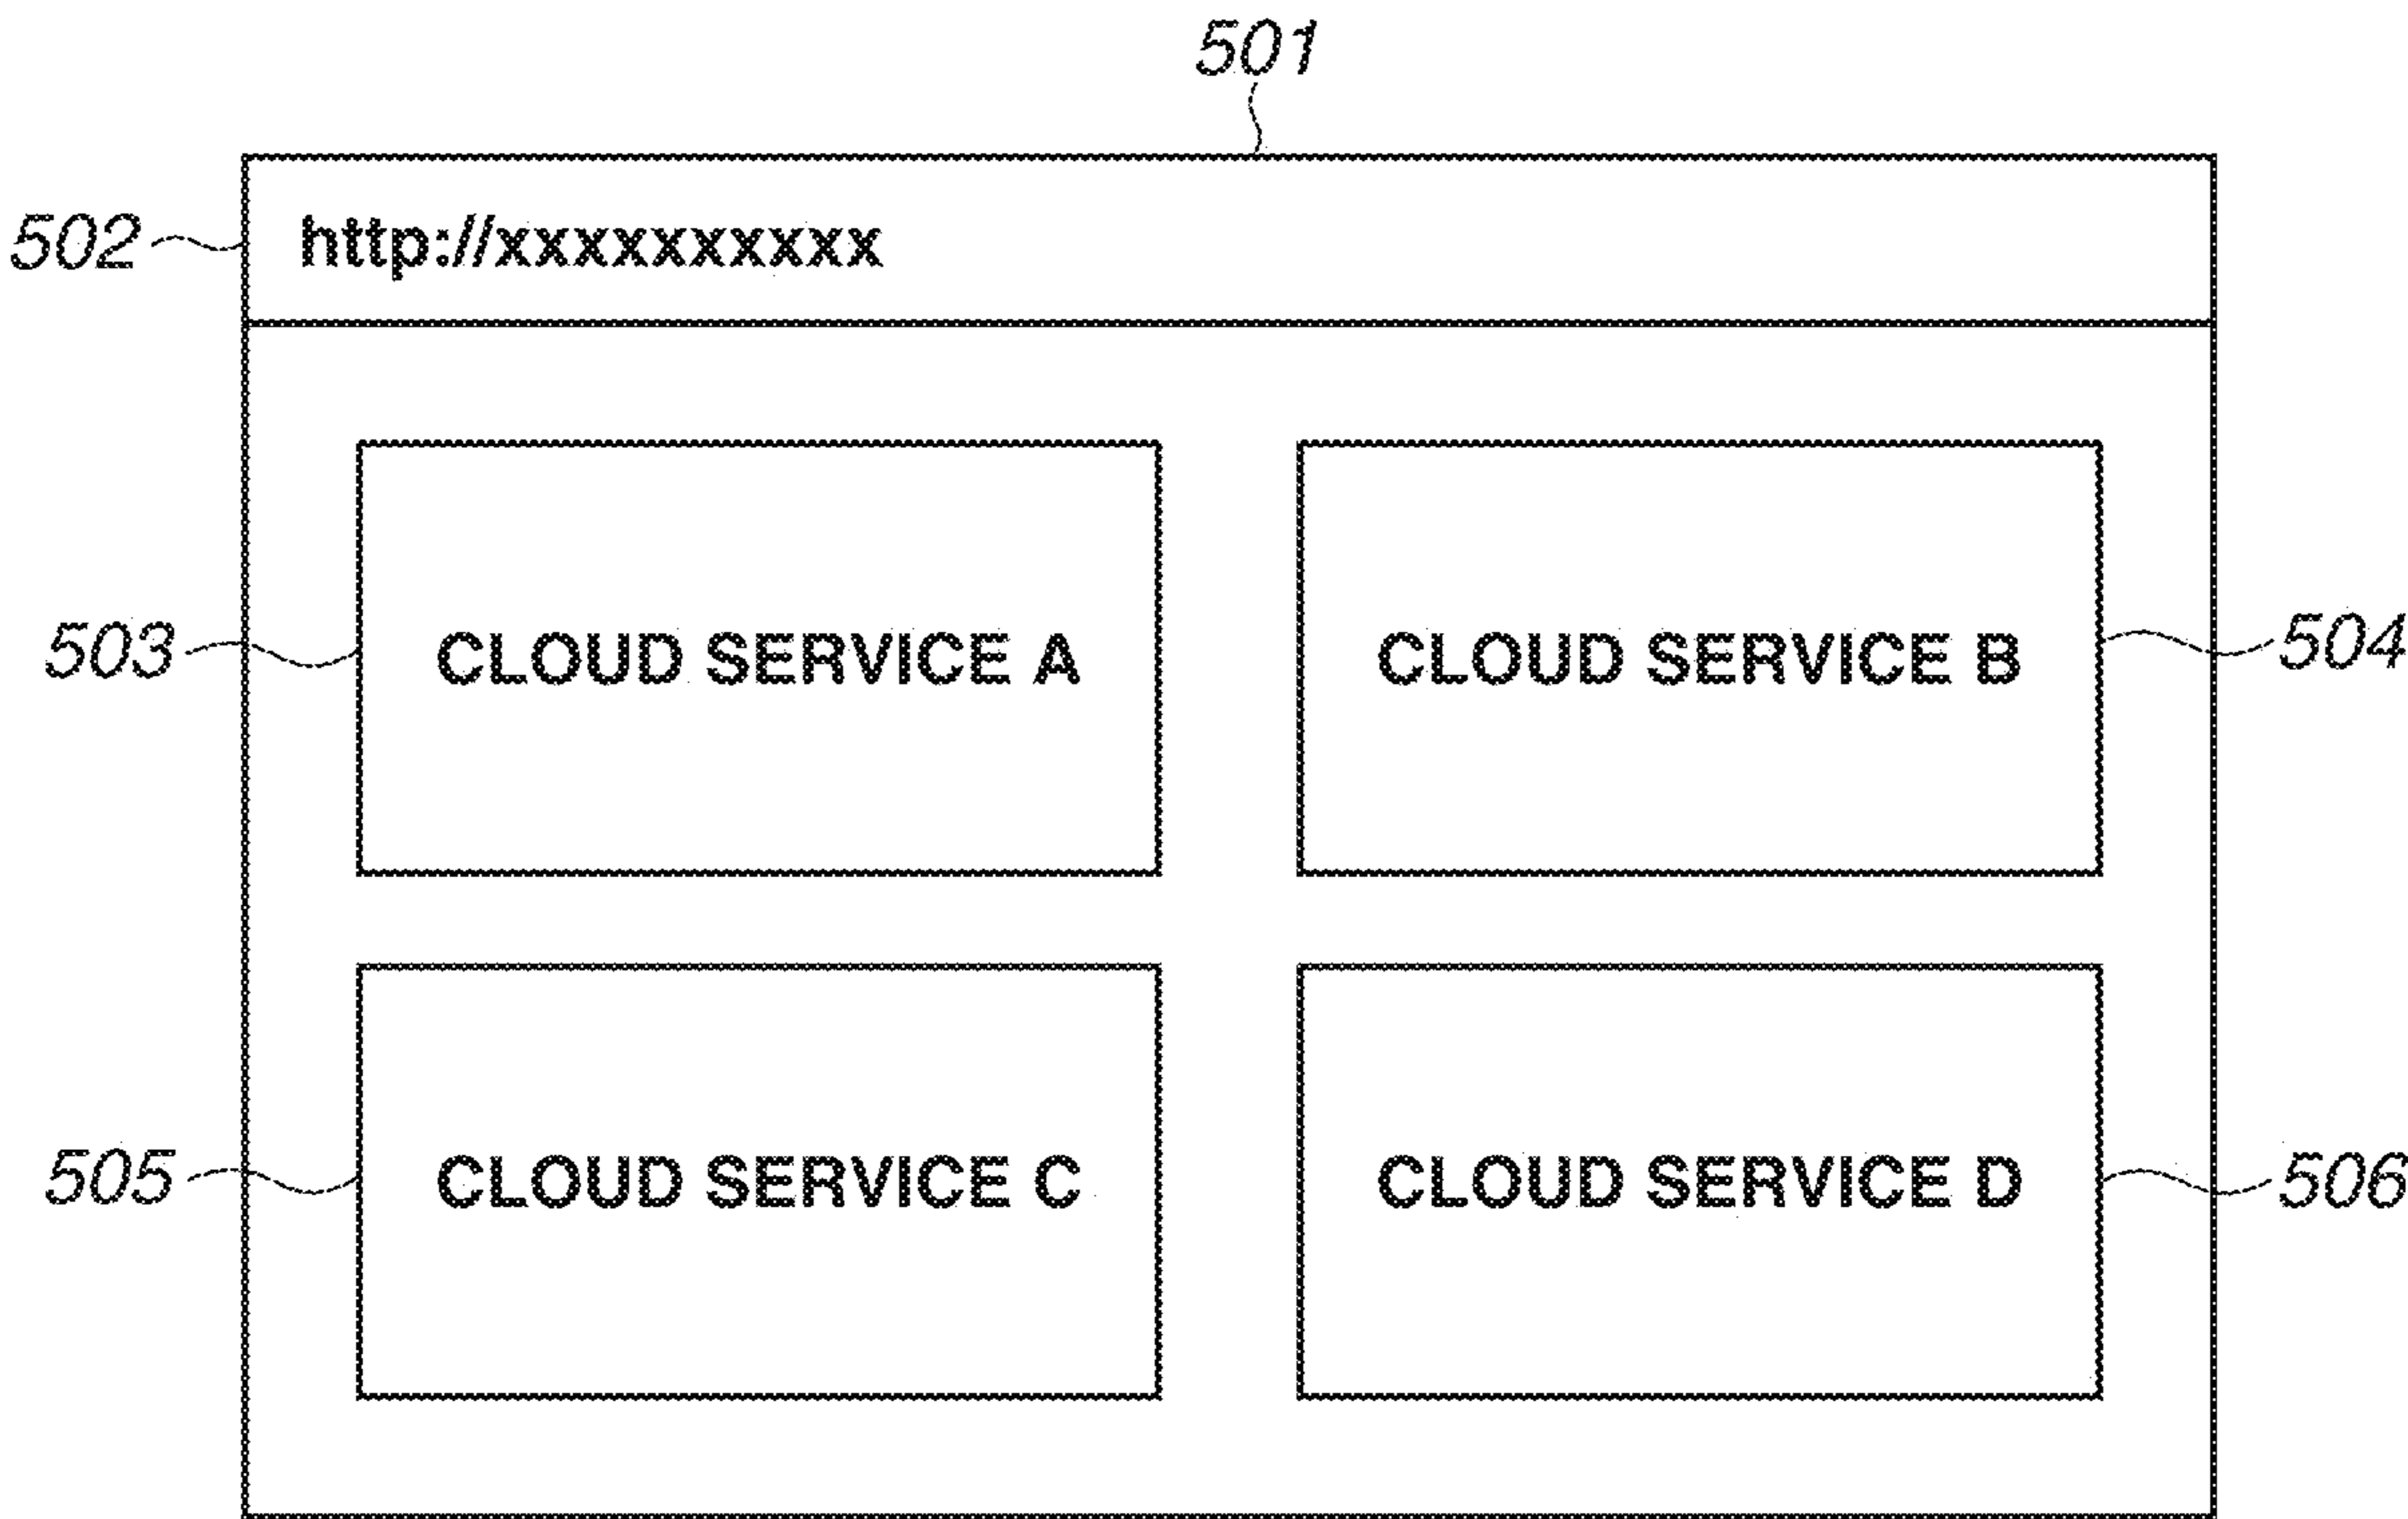 501
502 http://xxxxxxxxxx
503 CLOUD SERVICE A CLOUD SERVICE B 504
505 CLOUD SERVICE C CLOUD SERVICE D 506